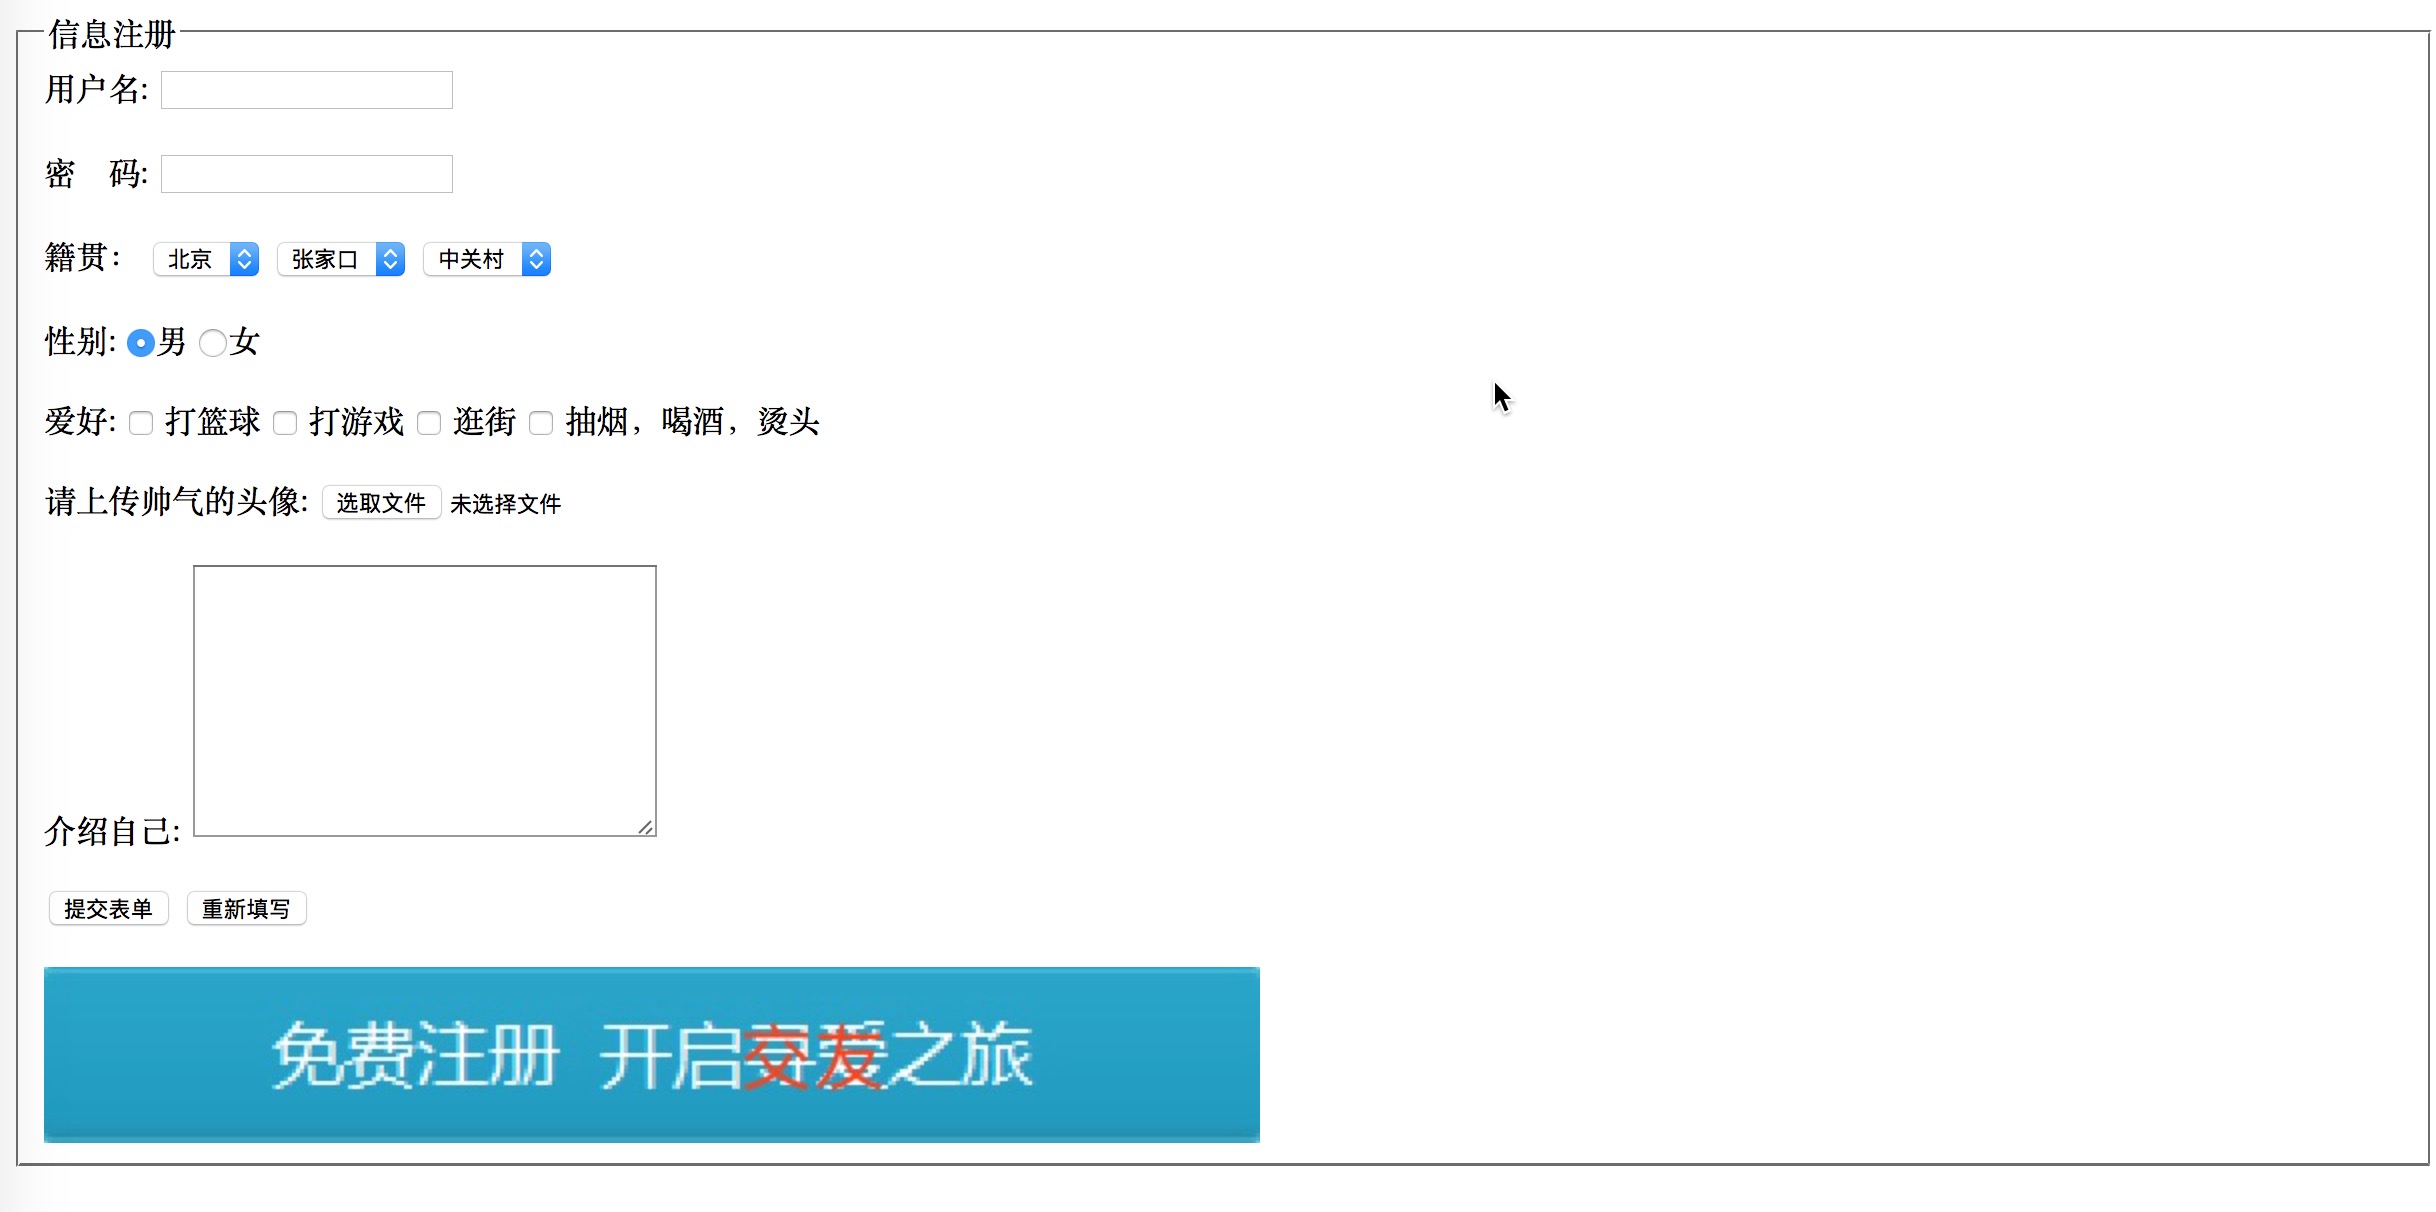 信息注册
用户名:
密　码:
籍贯： 北京 张家口 中关村
性别: 男 女
爱好: 打篮球 打游戏 逛街 抽烟，喝酒，烫头
请上传帅气的头像: 选取文件 未选择文件
介绍自己:
提交表单 重新填写
免费注册 开启交友之旅